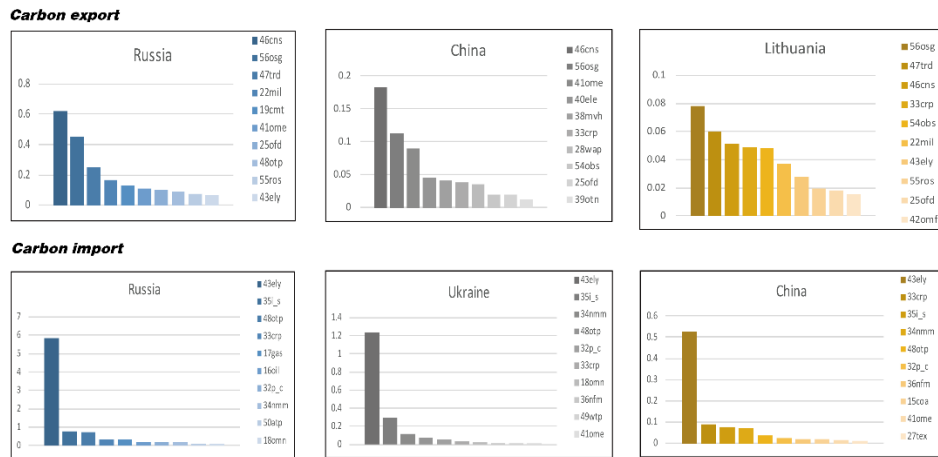 Carbon export
Russia
0.8
0.6
0.4
0.2
0
46cns
56osg
47trd
22mil
19cmt
41ome
25ofd
48otp
55ros
43ely
China
0.2
0.15
0.1
0.05
0
46cns
56osg
41ome
40ele
38mvh
33crp
28wap
54obs
25ofd
39otn
Lithuania
0.1
0.08
0.06
0.04
0.02
0
56osg
47trd
46cns
33crp
54obs
22mil
43ely
55ros
25ofd
42omf
Carbon import
Russia
7
6
5
4
3
2
1
0
43ely
35i_s
48otp
33crp
17gas
16oil
32p_c
34nmm
50atp
18omn
Ukraine
1.4
1.2
1
0.8
0.6
0.4
0.2
0
43ely
35i_s
34nmm
48otp
32p_c
33crp
18omn
36nfm
49wtp
41ome
China
0.6
0.5
0.4
0.3
0.2
0.1
0
43ely
33crp
35i_s
34nmm
48otp
32p_c
36nfm
15coa
41ome
27tex